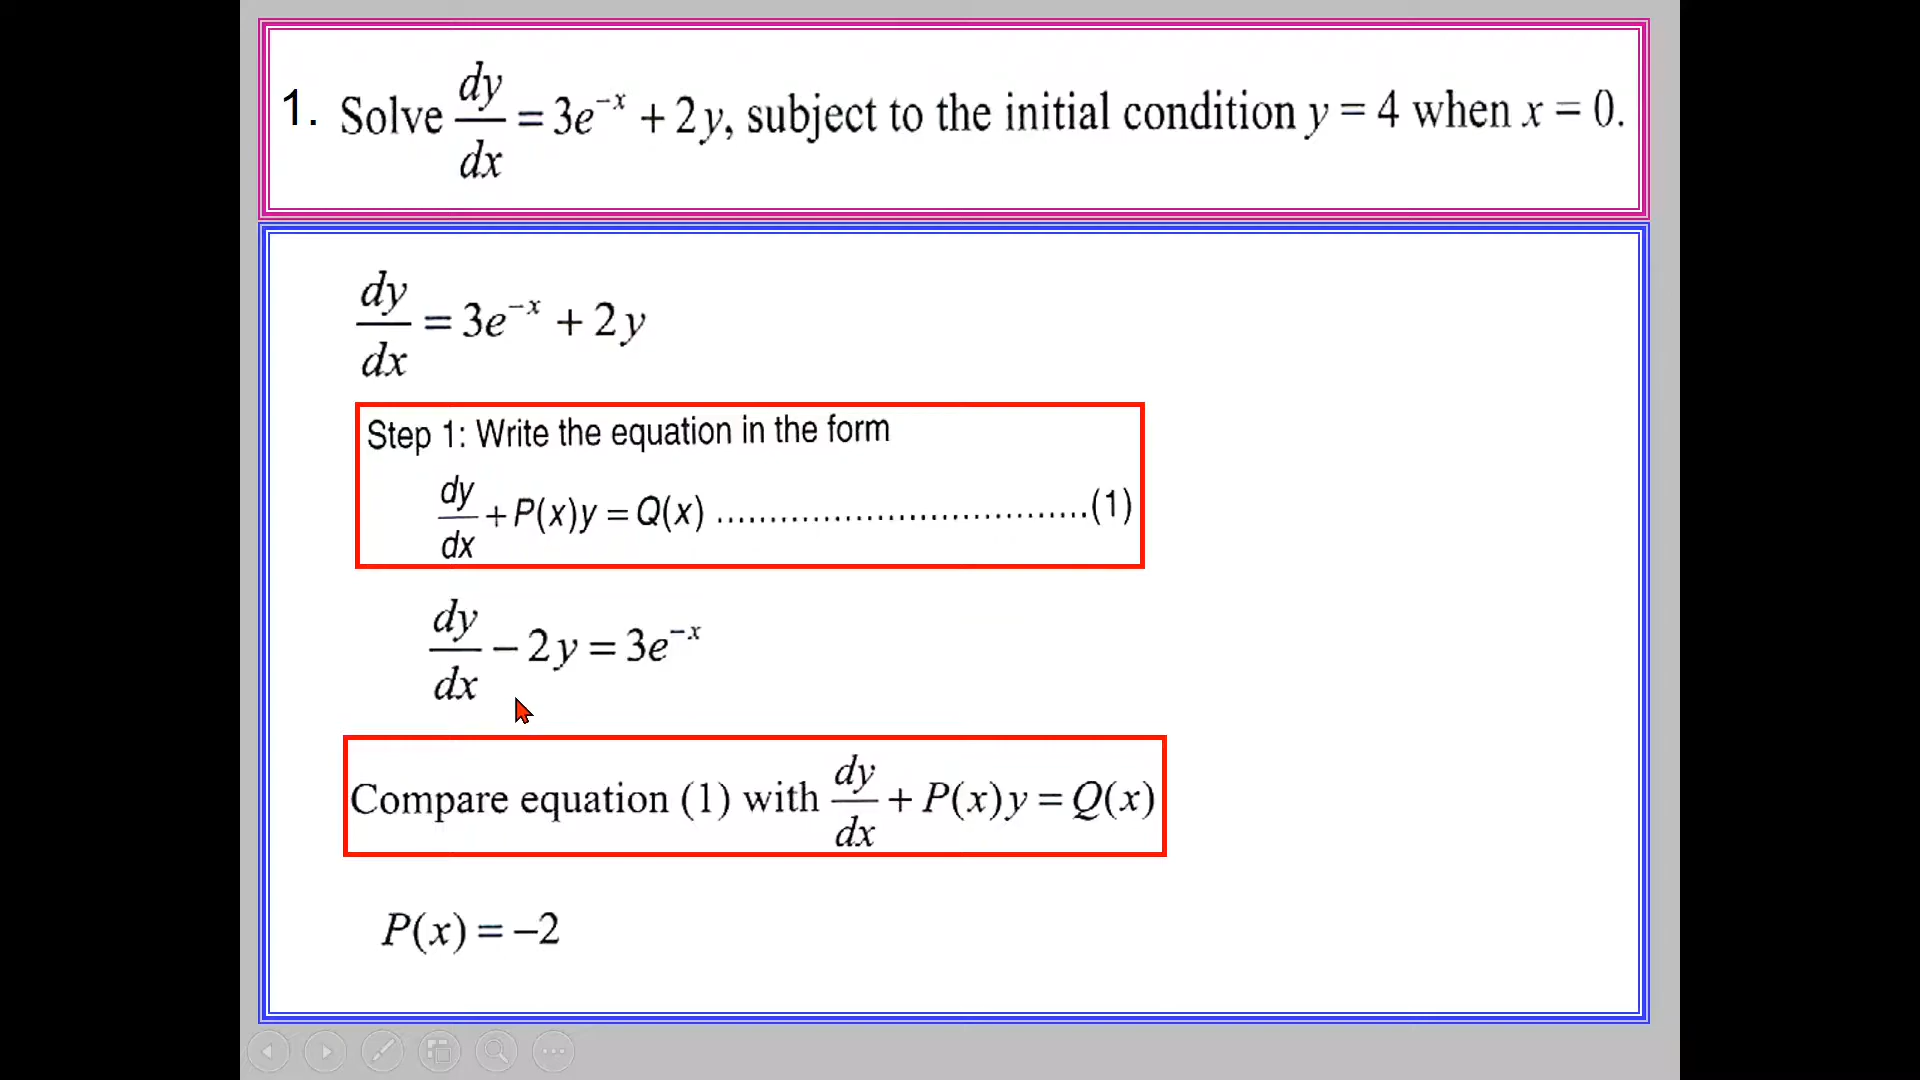 1. Solve dy/dx = 3e^{-x} + 2y, subject to the initial condition y = 4 when x = 0.
dy/dx = 3e^{-x} + 2y
Step 1: Write the equation in the form
dy/dx + P(x)y = Q(x) ....................................(1)
dy/dx − 2y = 3e^{-x}
Compare equation (1) with dy/dx + P(x)y = Q(x)
P(x) = −2